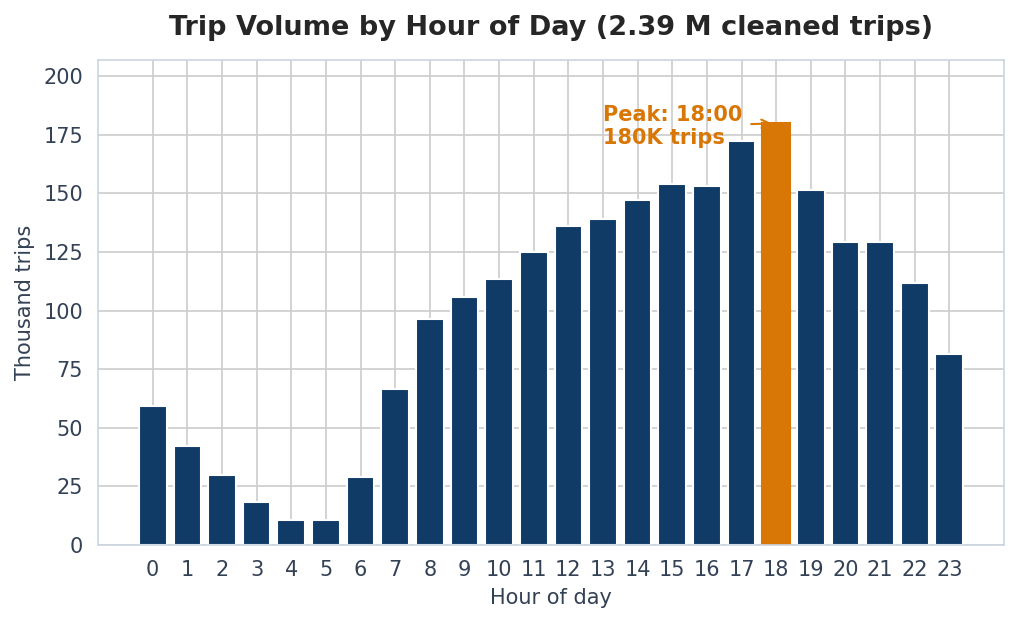 Trip Volume by Hour of Day (2.39 M cleaned trips)
200
175
150
125
100
75
50
25
0
Thousand trips
Peak: 18:00
180K trips
0 1 2 3 4 5 6 7 8 9 10 11 12 13 14 15 16 17 18 19 20 21 22 23
Hour of day